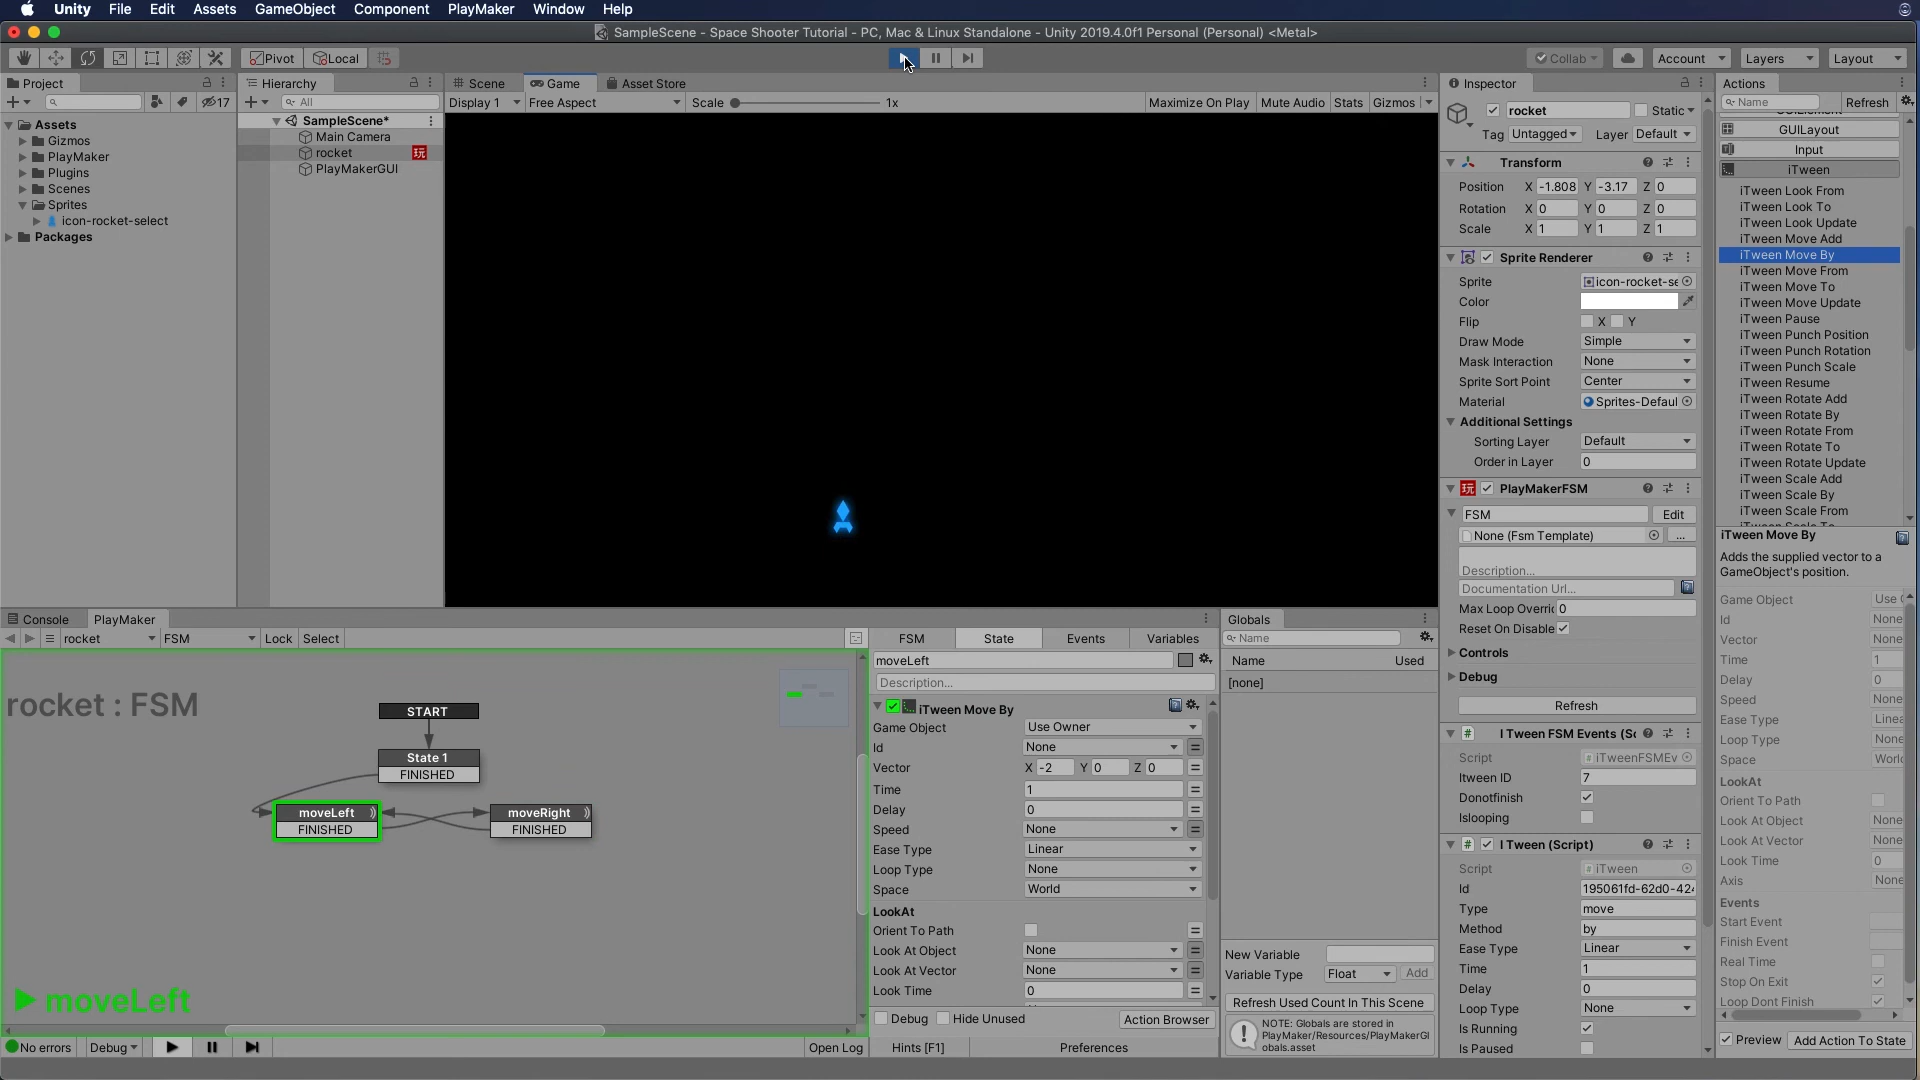 Unity File Edit Assets GameObject Component PlayMaker Window Help
SampleScene - Space Shooter Tutorial - PC, Mac & Linux Standalone - Unity 2019.4.0f1 Personal (Personal) <Metal>
Pivot Local Collab Account Layers Layout
Project
17
Assets
Gizmos
PlayMaker
Plugins
Scenes
Sprites
icon-rocket-select
Packages
Hierarchy
All
SampleScene*
Main Camera
rocket
PlayMakerGUI
Scene Game Asset Store
Display 1 Free Aspect Scale 1x Maximize On Play Mute Audio Stats Gizmos
Inspector
rocket Static
Tag Untagged Layer Default
Transform
Position X -1.808 Y -3.17 Z 0
Rotation X 0 Y 0 Z 0
Scale X 1 Y 1 Z 1
Sprite Renderer
Sprite icon-rocket-se
Color
Flip X Y
Draw Mode Simple
Mask Interaction None
Sprite Sort Point Center
Material Sprites-Defaul
Additional Settings
Sorting Layer Default
Order in Layer 0
PlayMakerFSM
FSM Edit
None (Fsm Template) ...
Description...
Documentation Url...
Max Loop Overric 0
Reset On Disable
Controls
Debug
Refresh
I Tween FSM Events (Sc
Script iTweenFSMEv
Itween ID 7
Donotfinish
Islooping
I Tween (Script)
Script iTween
Id 195061fd-62d0-424
Type move
Method by
Ease Type Linear
Time 1
Delay 0
Loop Type None
Is Running
Is Paused
Actions
Name Refresh
GUILayout
Input
iTween
iTween Look From
iTween Look To
iTween Look Update
iTween Move Add
iTween Move By
iTween Move From
iTween Move To
iTween Move Update
iTween Pause
iTween Punch Position
iTween Punch Rotation
iTween Punch Scale
iTween Resume
iTween Rotate Add
iTween Rotate By
iTween Rotate From
iTween Rotate To
iTween Rotate Update
iTween Scale Add
iTween Scale By
iTween Scale From
iTween Move By
Adds the supplied vector to a
GameObject's position.
Game Object Use
Id None
Vector None
Time 1
Delay 0
Speed None
Ease Type Linea
Loop Type None
Space World
LookAt
Orient To Path
Look At Object None
Look At Vector None
Look Time 0
Axis None
Events
Start Event
Finish Event
Real Time
Stop On Exit
Loop Dont Finish
Preview Add Action To State
Console PlayMaker
rocket FSM Lock Select
rocket : FSM
START
State 1
FINISHED
moveLeft
FINISHED
moveRight
FINISHED
moveLeft
No errors Debug Open Log
FSM State Events Variables
moveLeft
Description...
iTween Move By
Game Object Use Owner
Id None =
Vector X -2 Y 0 Z 0 =
Time 1 =
Delay 0 =
Speed None =
Ease Type Linear
Loop Type None
Space World
LookAt
Orient To Path =
Look At Object None =
Look At Vector None =
Look Time 0 =
Debug Hide Unused Action Browser
Hints [F1] Preferences
Globals
Name
Name Used
[none]
New Variable
Variable Type Float Add
Refresh Used Count In This Scene
NOTE: Globals are stored in
PlayMaker/Resources/PlayMakerGl
obals.asset